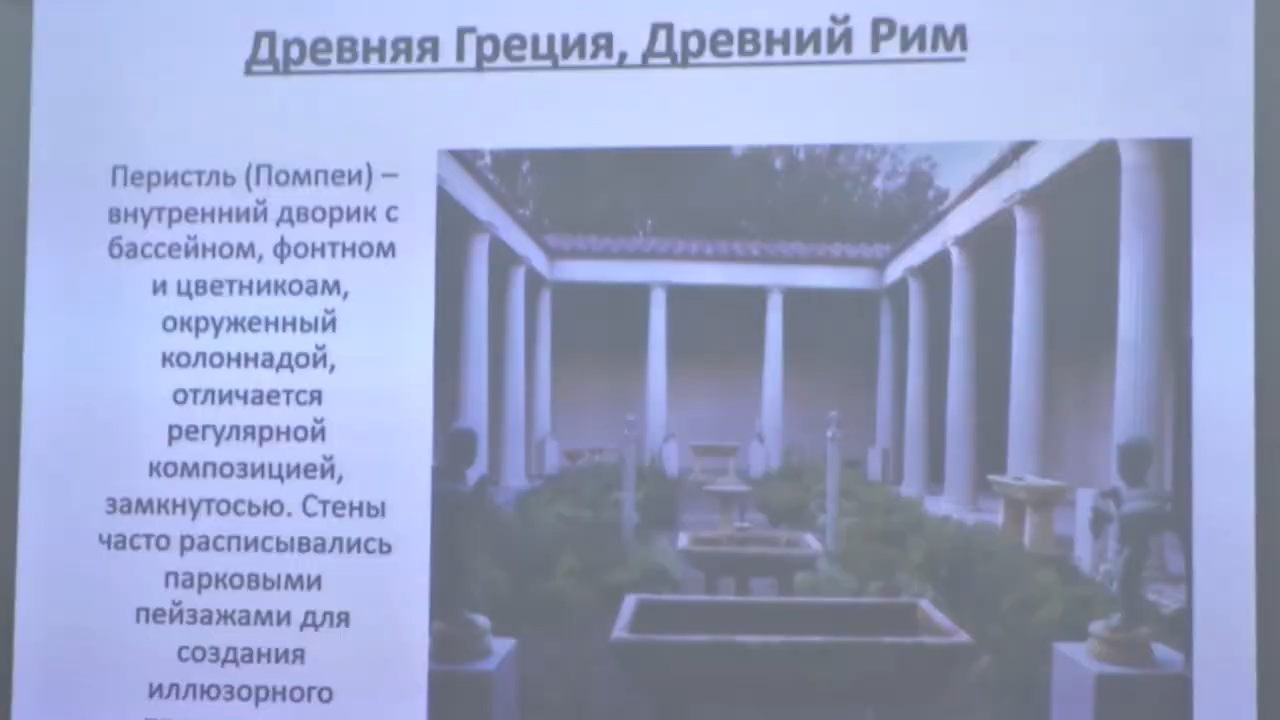 Древняя Греция, Древний Рим
Перистль (Помпеи) –
внутренний дворик с
бассейном, фонтном
и цветникоам,
окруженный
колоннадой,
отличается
регулярной
композицией,
замкнутосью. Стены
часто расписывались
парковыми
пейзажами для
создания
иллюзорного